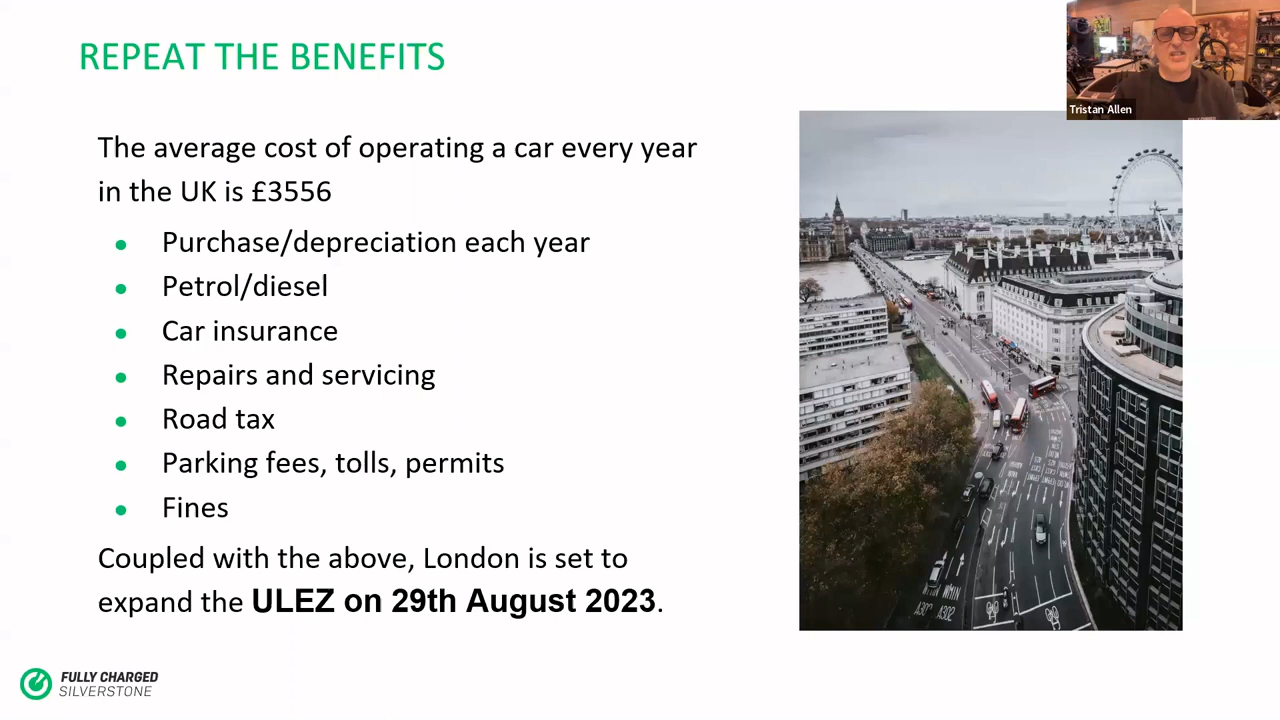 REPEAT THE BENEFITS
Tristan Allen
The average cost of operating a car every year
in the UK is £3556
● Purchase/depreciation each year
● Petrol/diesel
● Car insurance
● Repairs and servicing
● Road tax
● Parking fees, tolls, permits
● Fines
Coupled with the above, London is set to
expand the ULEZ on 29th August 2023.
A302
FULLY CHARGED
SILVERSTONE